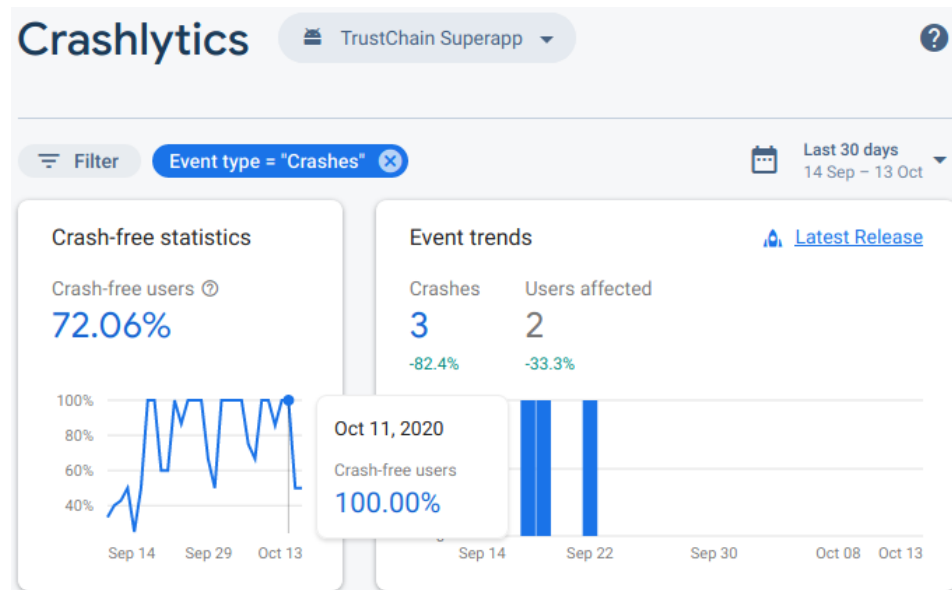 Crashlytics
TrustChain Superapp
Filter
Event type = "Crashes"
Last 30 days
14 Sep – 13 Oct
Crash-free statistics
Crash-free users
72.06%
100%
80%
60%
40%
Sep 14 Sep 29 Oct 13
Oct 11, 2020
Crash-free users
100.00%
Event trends
Latest Release
Crashes Users affected
3 2
-82.4% -33.3%
Sep 14 Sep 22 Sep 30 Oct 08 Oct 13